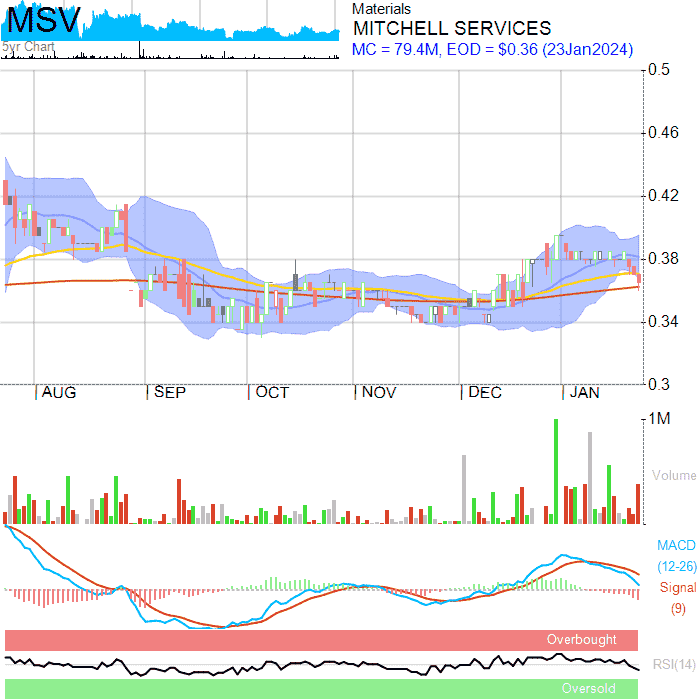 MSV
5yr Chart
Materials
MITCHELL SERVICES
MC = 79.4M, EOD = $0.36 (23Jan2024)
0.5
0.46
0.42
0.38
0.34
0.3
AUG SEP OCT NOV DEC JAN
1M
Volume
MACD
(12-26)
Signal
(9)
Overbought
RSI(14)
Oversold